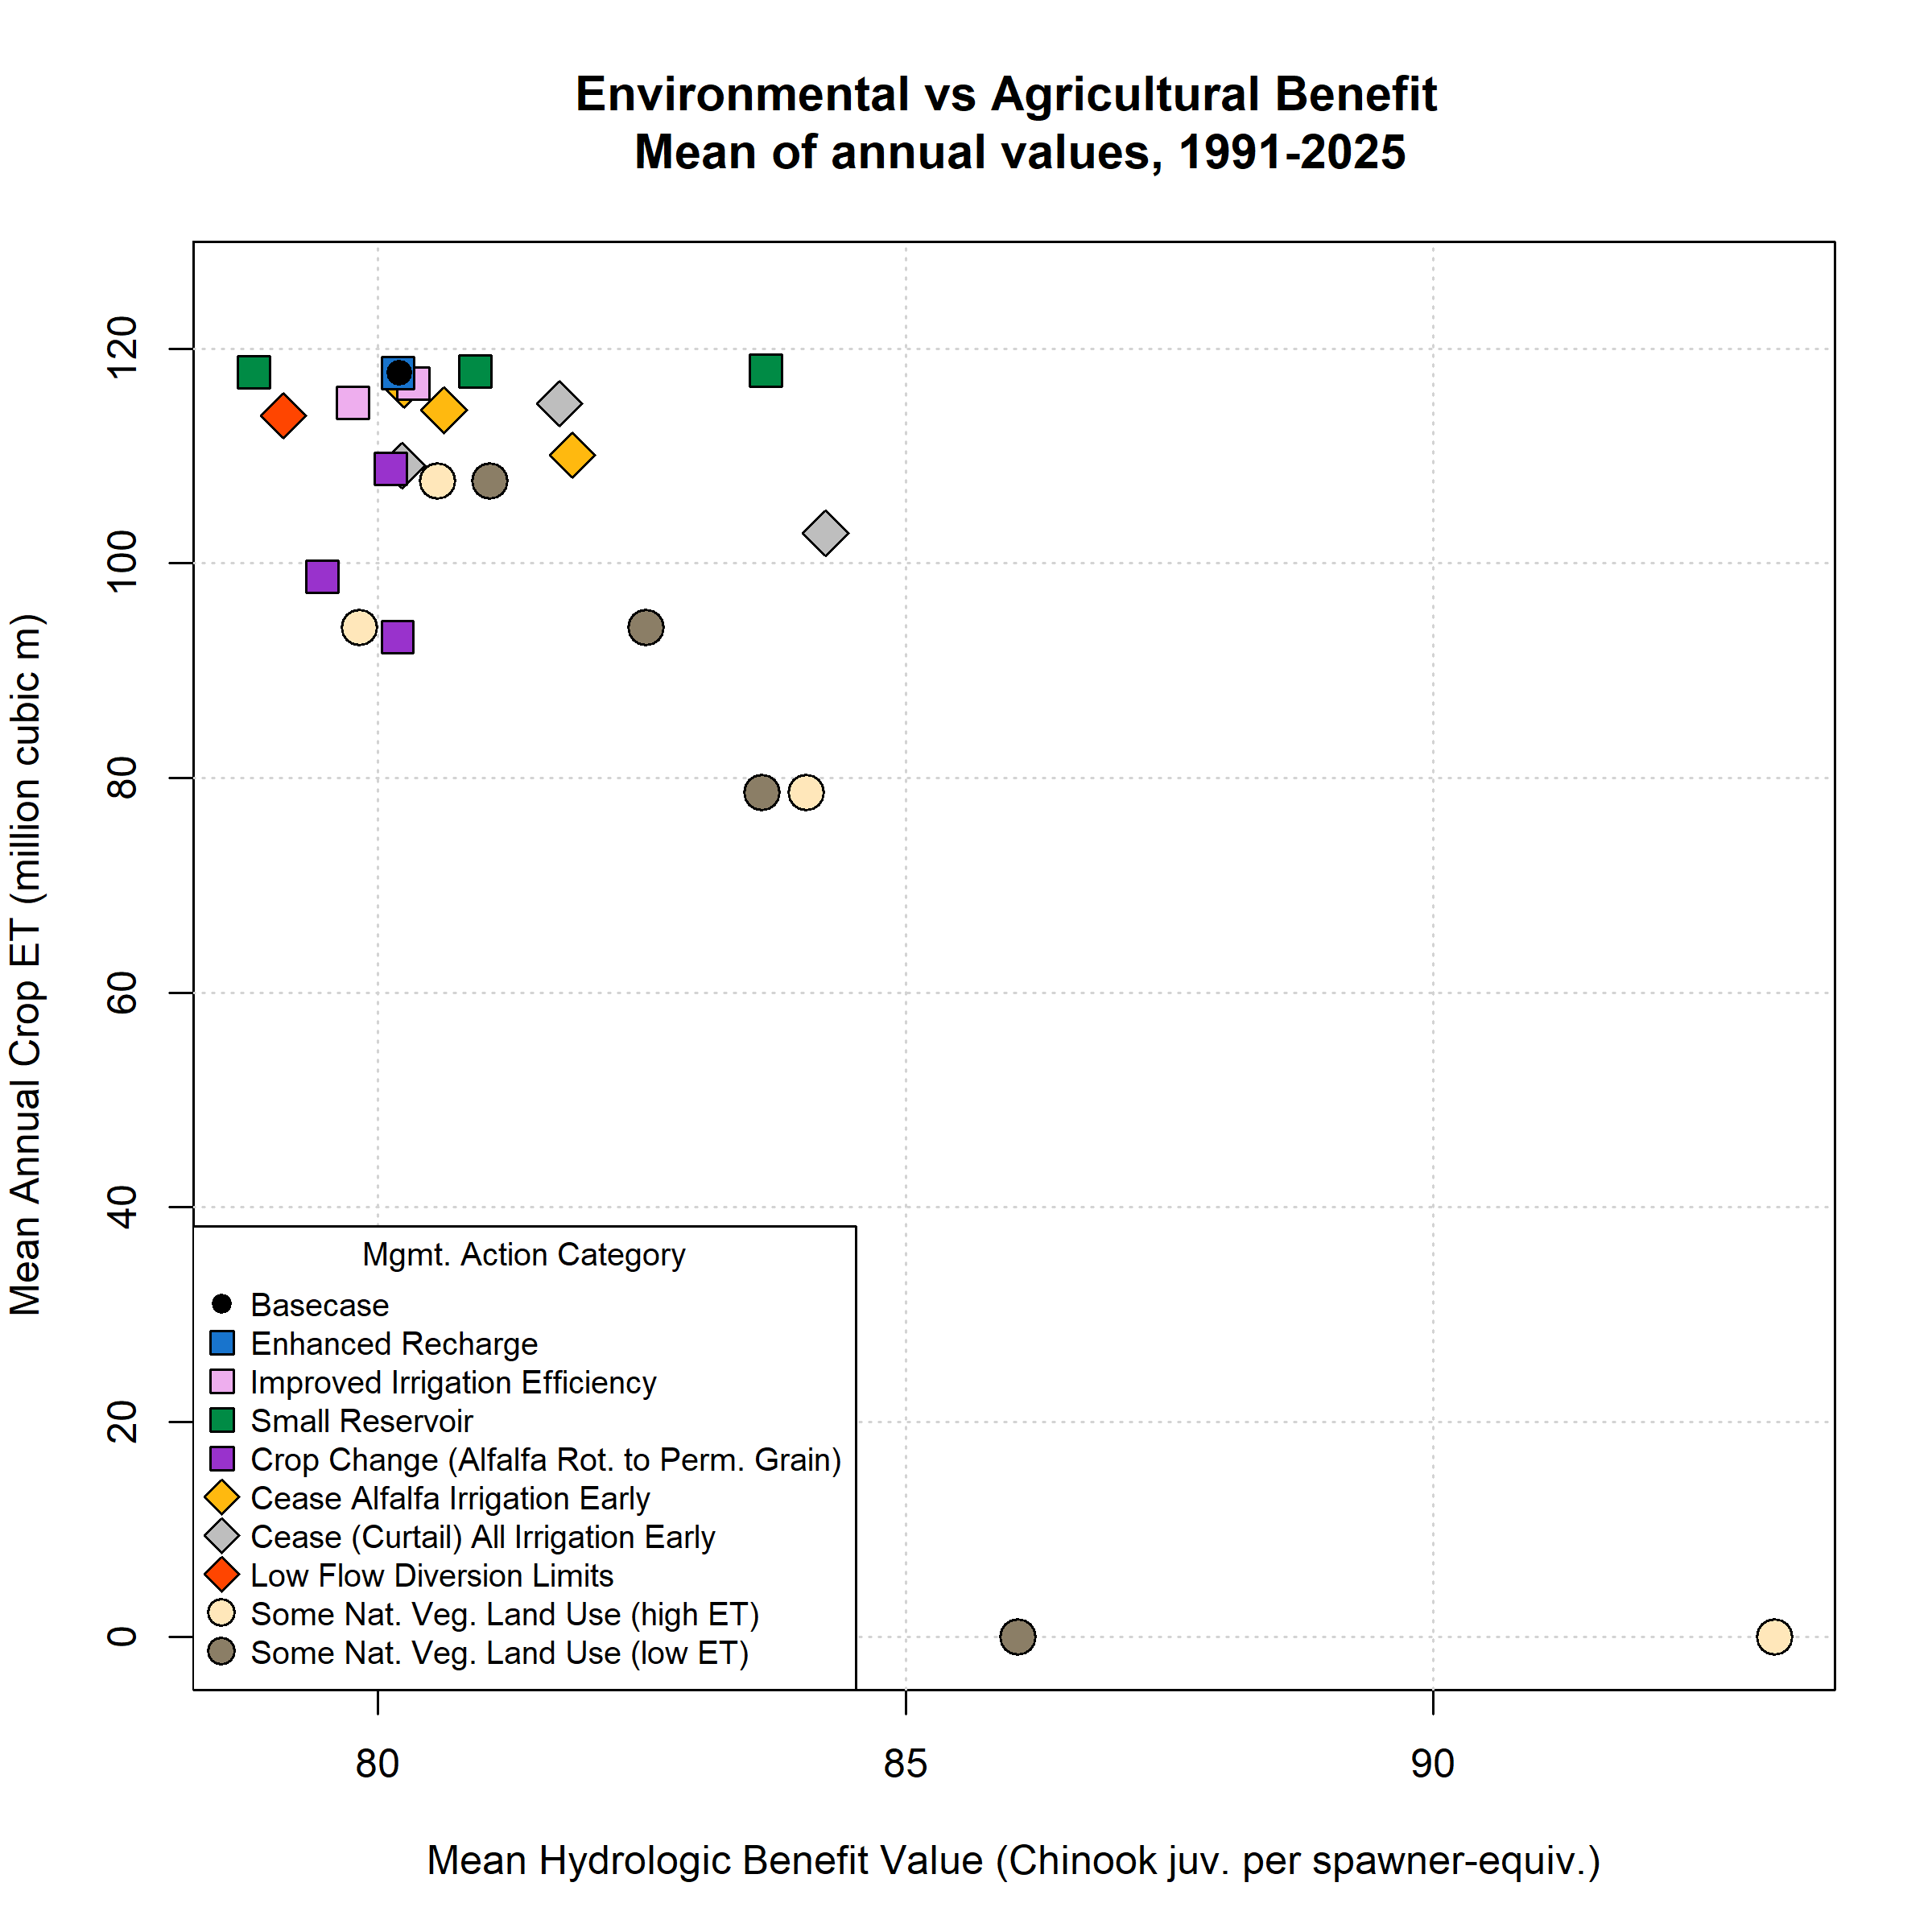 Environmental vs Agricultural Benefit
Mean of annual values, 1991-2025
Mean Annual Crop ET (million cubic m)
120
100
80
60
40
20
0
Mgmt. Action Category
Basecase
Enhanced Recharge
Improved Irrigation Efficiency
Small Reservoir
Crop Change (Alfalfa Rot. to Perm. Grain)
Cease Alfalfa Irrigation Early
Cease (Curtail) All Irrigation Early
Low Flow Diversion Limits
Some Nat. Veg. Land Use (high ET)
Some Nat. Veg. Land Use (low ET)
80 85 90
Mean Hydrologic Benefit Value (Chinook juv. per spawner-equiv.)